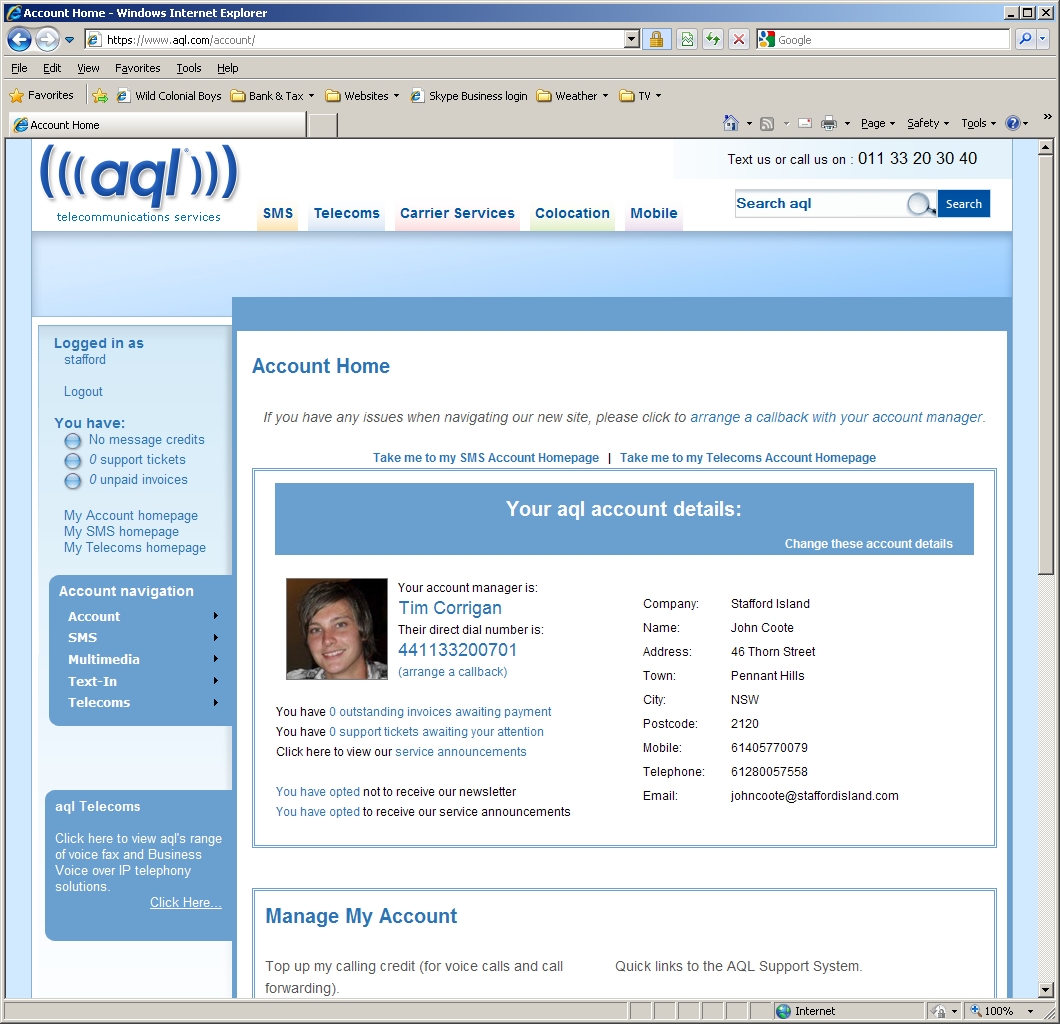 Account Home - Windows Internet Explorer
https://www.aql.com/account/
Google
File Edit View Favorites Tools Help
Favorites Wild Colonial Boys Bank & Tax Websites Skype Business login Weather TV
Account Home
Page Safety Tools
(((aql)))
telecommunications services
Text us or call us on : 011 33 20 30 40
SMS Telecoms Carrier Services Colocation Mobile
Search aql Search
Logged in as
stafford
Logout
You have:
No message credits
0 support tickets
0 unpaid invoices
My Account homepage
My SMS homepage
My Telecoms homepage
Account navigation
Account
SMS
Multimedia
Text-In
Telecoms
aql Telecoms
Click here to view aql's range
of voice fax and Business
Voice over IP telephony
solutions.
Click Here...
Account Home
If you have any issues when navigating our new site, please click to arrange a callback with your account manager.
Take me to my SMS Account Homepage | Take me to my Telecoms Account Homepage
Your aql account details:
Change these account details
Your account manager is:
Tim Corrigan
Their direct dial number is:
441133200701
(arrange a callback)
You have 0 outstanding invoices awaiting payment
You have 0 support tickets awaiting your attention
Click here to view our service announcements
You have opted not to receive our newsletter
You have opted to receive our service announcements
Company: Stafford Island
Name: John Coote
Address: 46 Thorn Street
Town: Pennant Hills
City: NSW
Postcode: 2120
Mobile: 61405770079
Telephone: 61280057558
Email: johncoote@staffordisland.com
Manage My Account
Top up my calling credit (for voice calls and call
forwarding).
Quick links to the AQL Support System.
Internet 100%